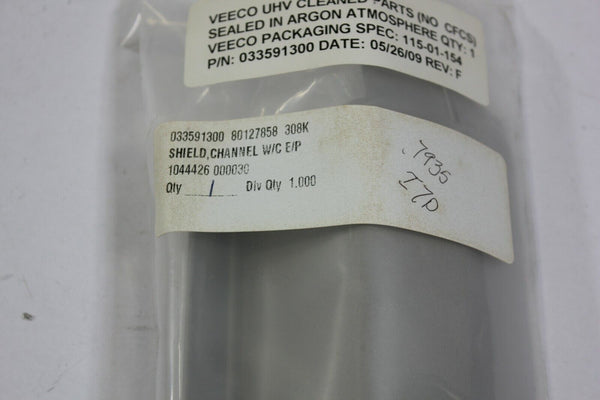 VEECO UHV CLEANED PARTS (NO CFCS)
SEALED IN ARGON ATMOSPHERE QTY: 1
VEECO PACKAGING SPEC: 115-01-154
P/N: 033591300 DATE: 05/26/09 REV: F
033591300 80127858 308K
SHIELD,CHANNEL W/C E/P
1044426 000030
Qty 1 Div Qty 1.000
.7935
I7D